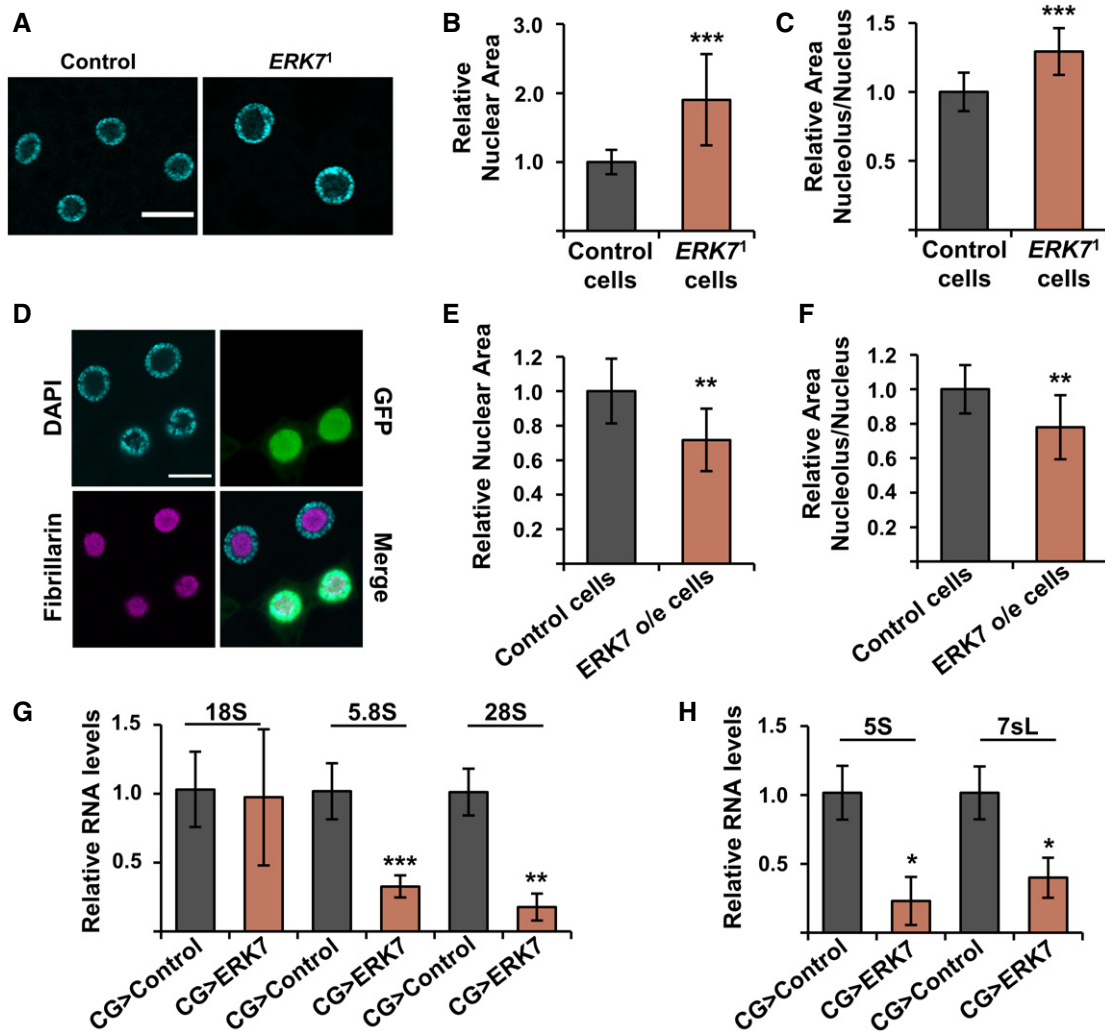 A
Control
ERK7¹
B
Relative
Nuclear Area
3.0
2.0
1.0
***
Control
cells
ERK7¹
cells
C
Relative Area
Nucleolus/Nucleus
1.5
1.0
0.5
***
Control
cells
ERK7¹
cells
D
DAPI
GFP
Fibrillarin
Merge
E
Relative Nuclear Area
1.2
1.0
0.8
0.6
0.4
0.2
**
Control cells
ERK7 o/e cells
F
Relative Area
Nucleolus/Nucleus
1.2
1.0
0.8
0.6
0.4
0.2
**
Control cells
ERK7 o/e cells
G
Relative RNA levels
1.5
1.0
0.5
18S
5.8S
28S
***
**
CG>Control
CG>ERK7
CG>Control
CG>ERK7
CG>Control
CG>ERK7
H
Relative RNA levels
1.5
1.0
0.5
5S
7sL
*
*
CG>Control
CG>ERK7
CG>Control
CG>ERK7